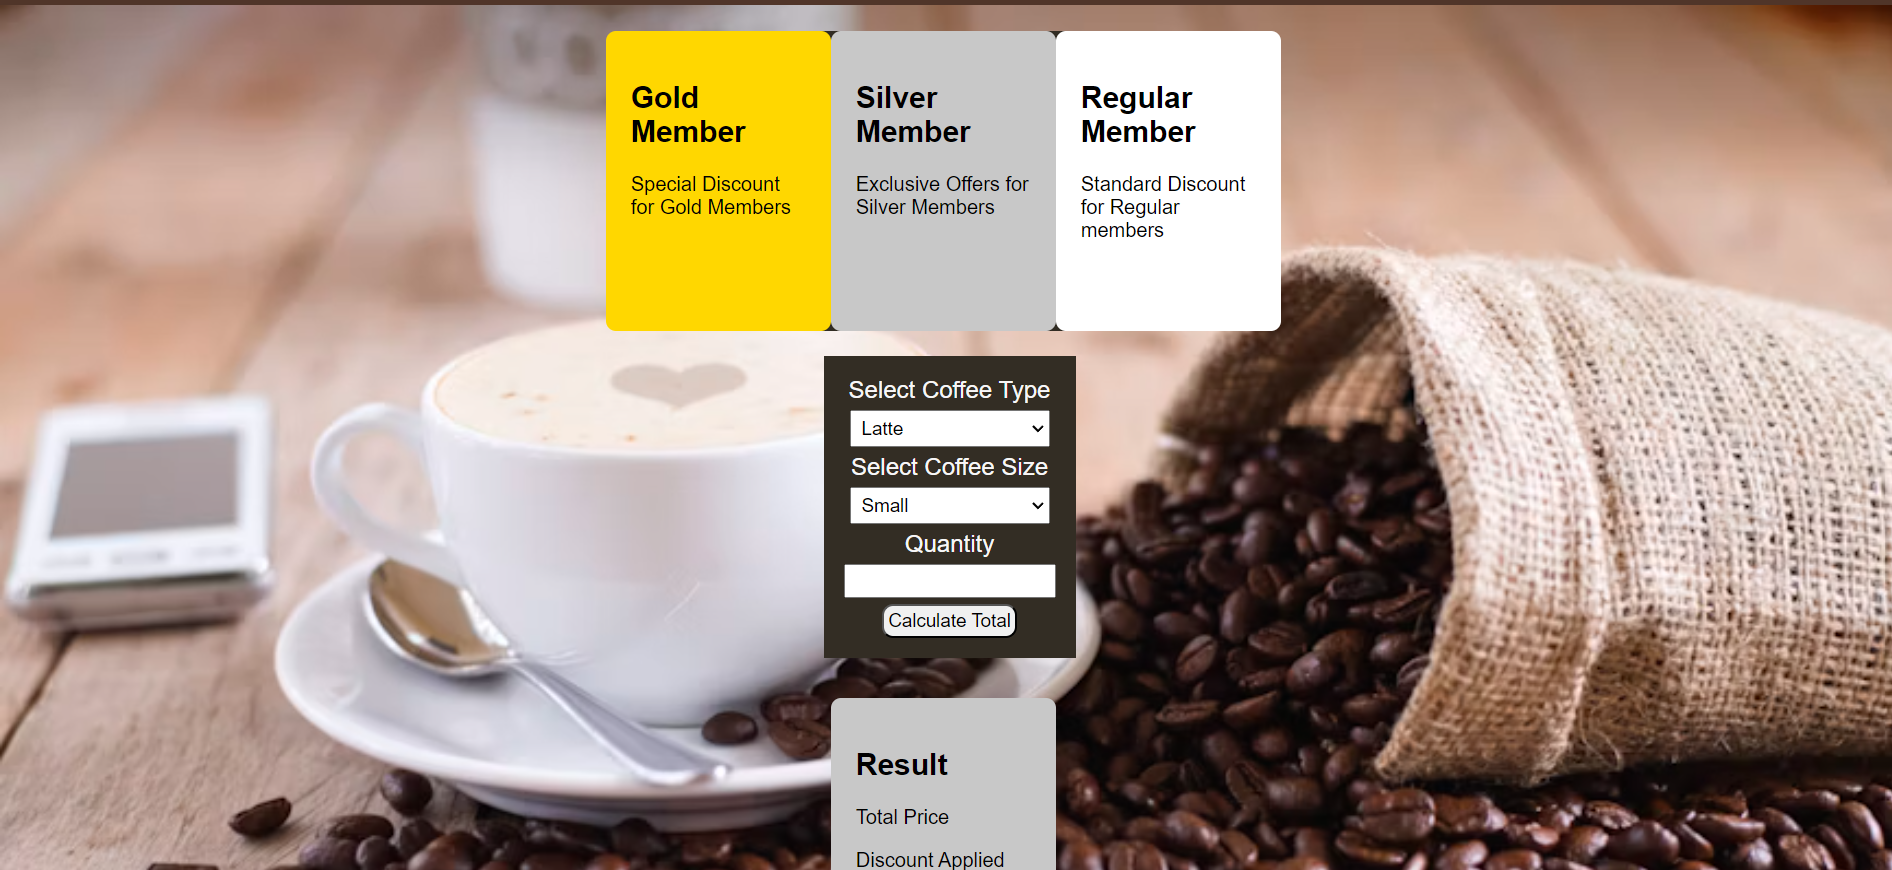 Gold
Member
Special Discount
for Gold Members
Silver
Member
Exclusive Offers for
Silver Members
Regular
Member
Standard Discount
for Regular
members
Select Coffee Type
Latte
Select Coffee Size
Small
Quantity
Calculate Total
Result
Total Price
Discount Applied